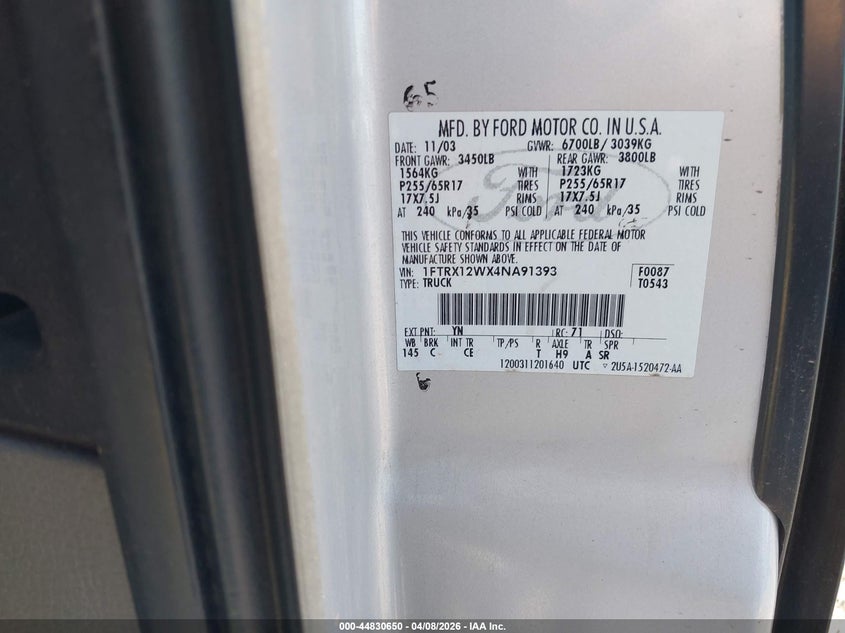 65
MFD. BY FORD MOTOR CO. IN U.S.A.
DATE: 11/03 GVWR: 6700LB/ 3039KG
FRONT GAWR: 3450LB REAR GAWR: 3800LB
1564KG WITH 1723KG WITH
P255/65R17 TIRES P255/65R17 TIRES
17X7.5J RIMS 17X7.5J RIMS
AT 240 kPa/35 PSI COLD AT 240 kPa/35 PSI COLD
Ford
THIS VEHICLE CONFORMS TO ALL APPLICABLE FEDERAL MOTOR
VEHICLE SAFETY STANDARDS IN EFFECT ON THE DATE OF
MANUFACTURE SHOWN ABOVE.
VIN: 1FTRX12WX4NA91393 F0087
TYPE: TRUCK T0543
EXT PNT: YN RC: 71 DSO:
WB BRK INT TR TP/PS R AXLE TR SPR
145 C CE T H9 A SR
1200311201640 UTC 2U5A-1520472-AA
6
000-44830650 - 04/08/2026 - IAA Inc.